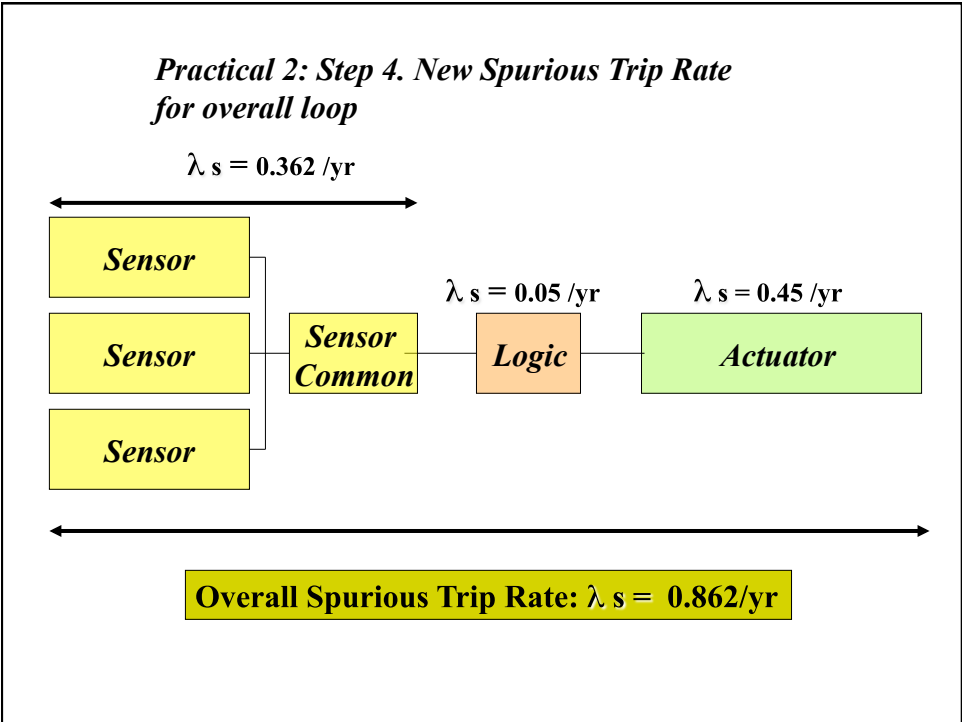 Practical 2: Step 4. New Spurious Trip Rate
for overall loop
λ s = 0.362 /yr
Sensor
λ s = 0.05 /yr
λ s = 0.45 /yr
Sensor
Sensor
Common
Logic
Actuator
Sensor
Overall Spurious Trip Rate: λ s = 0.862/yr